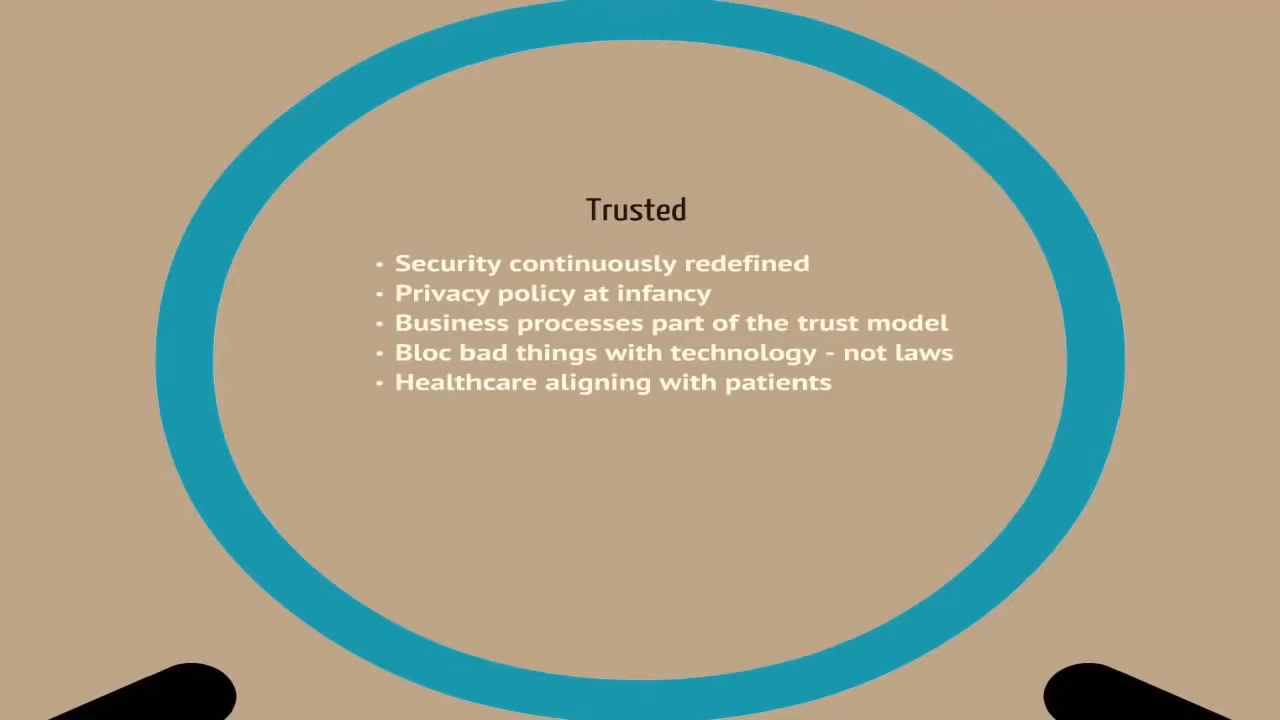 Trusted
• Security continuously redefined
• Privacy policy at infancy
• Business processes part of the trust model
• Bloc bad things with technology - not laws
• Healthcare aligning with patients